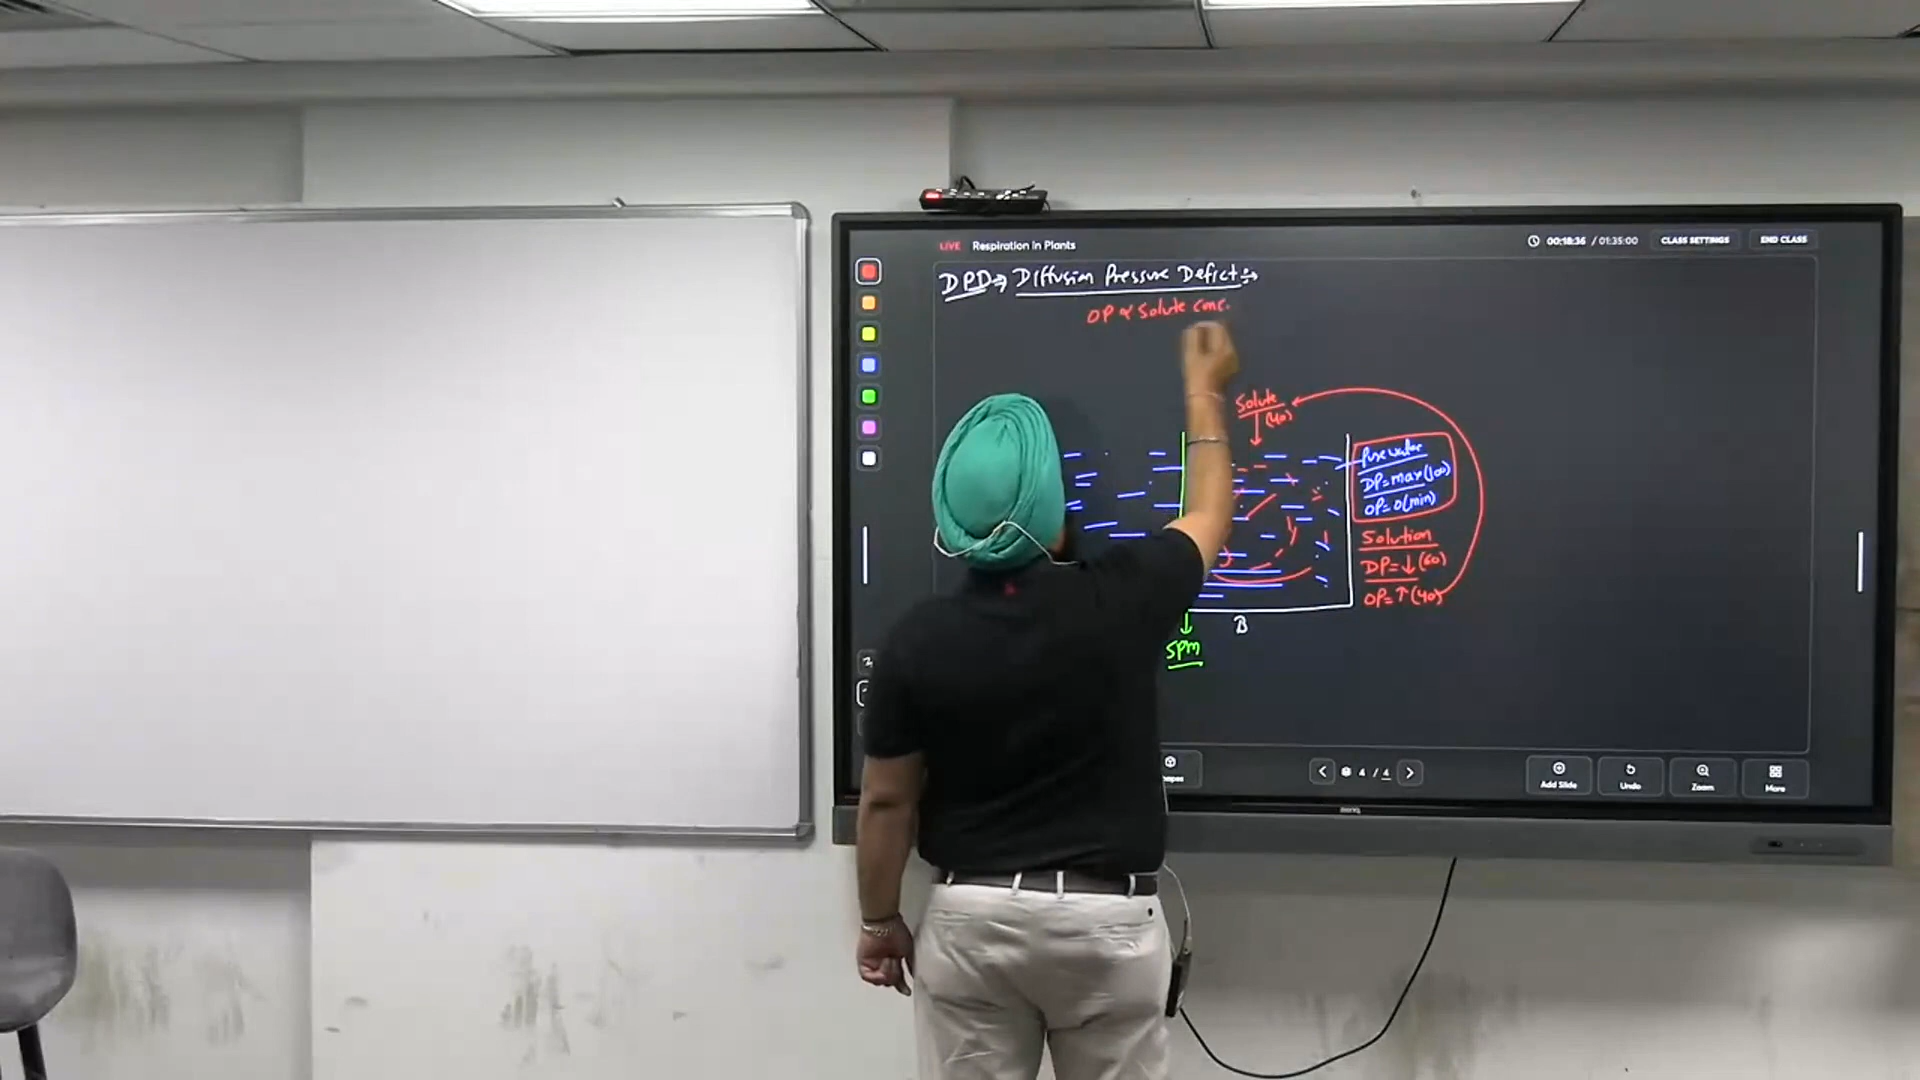 LIVE Respiration in Plants
00:18:36 / 01:35:00 CLASS SETTINGS END CLASS
DPD ⇒ Diffusion Pressure Deficit :→
OP ∝ Solute conc.
Solute
(40)
Pure water
DP = max (100)
OP = 0 (min)
Solution
DP = ↓ (60)
OP = ↑ (40)
B
SPM
4 / 4
Add Slide Undo Zoom More
BenQ